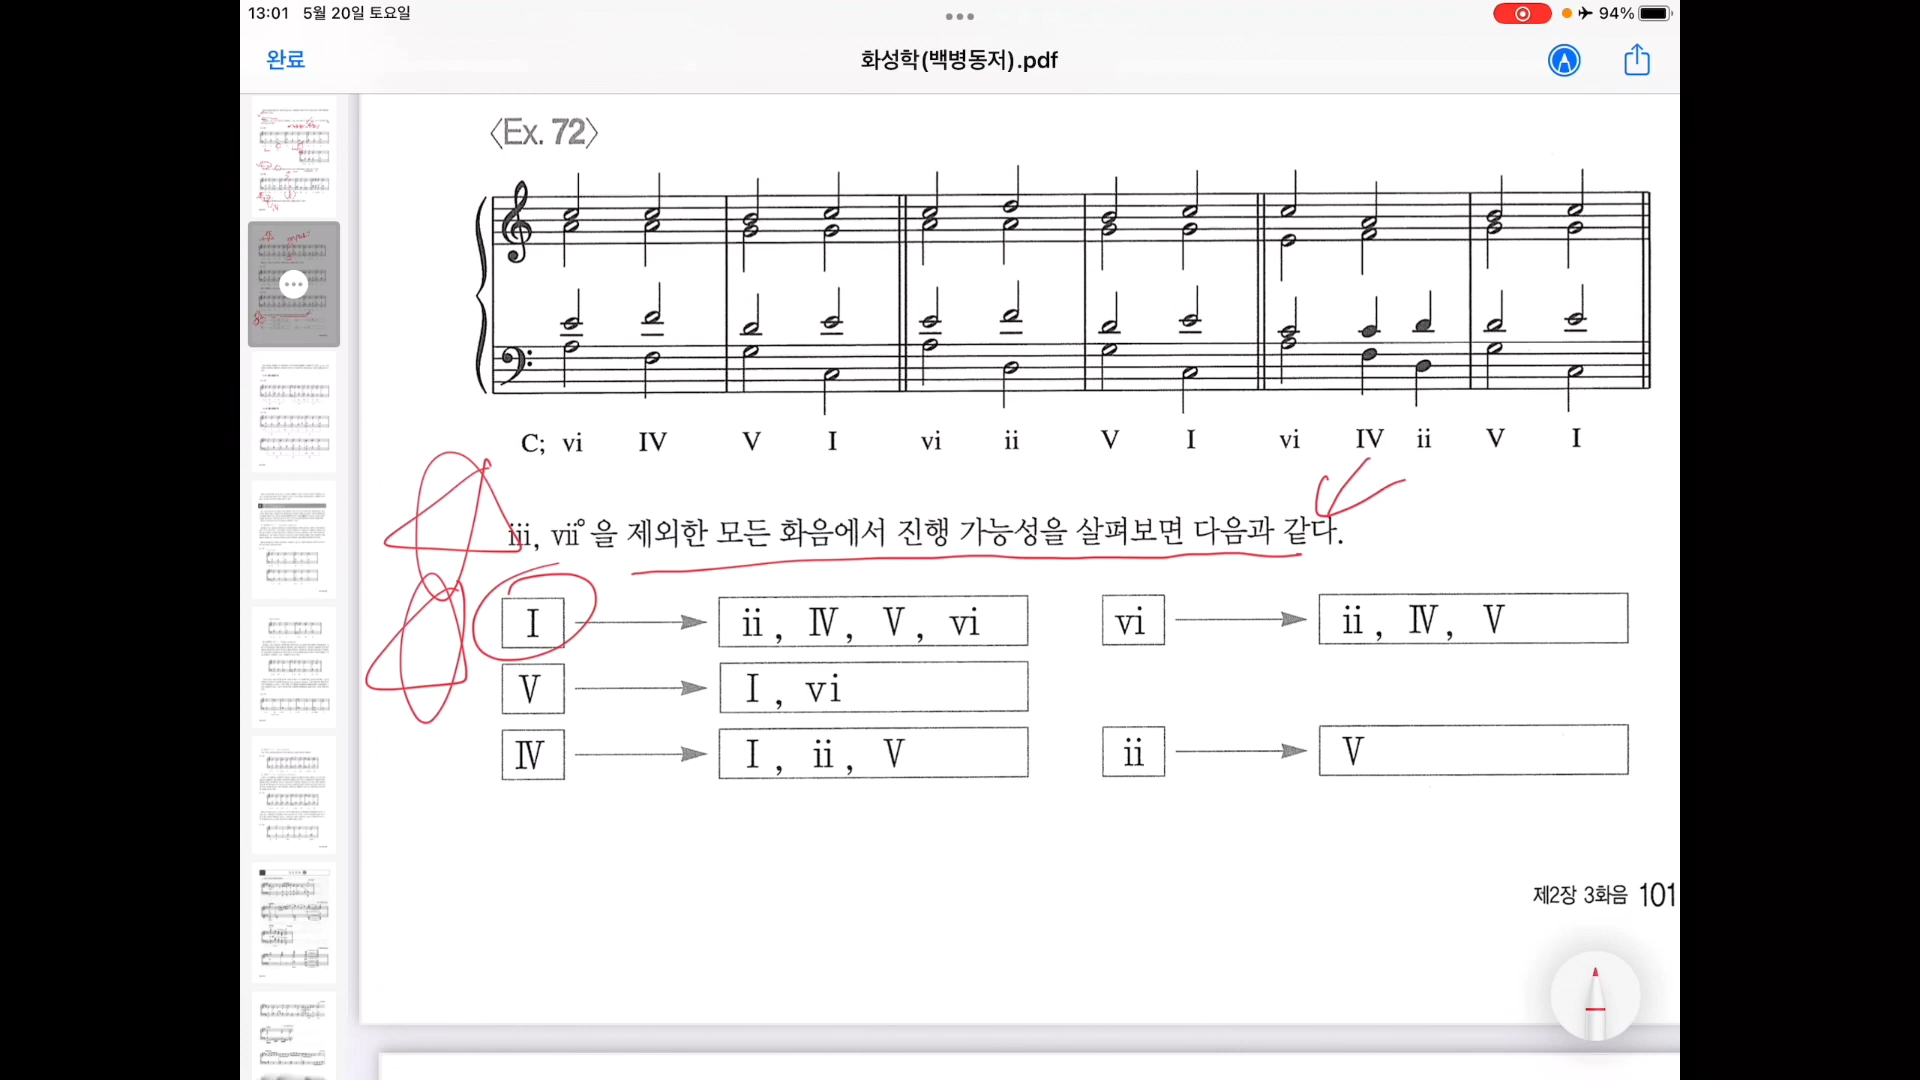 13:01 5월 20일 토요일
94%
완료
화성학(백병동저).pdf
〈Ex. 72〉
C; vi IV V I vi ii V I vi IV ii V I
iii, vii°을 제외한 모든 화음에서 진행 가능성을 살펴보면 다음과 같다.
I ii, IV, V, vi vi ii, IV, V
V I, vi
IV I, ii, V ii V
제2장 3화음 101